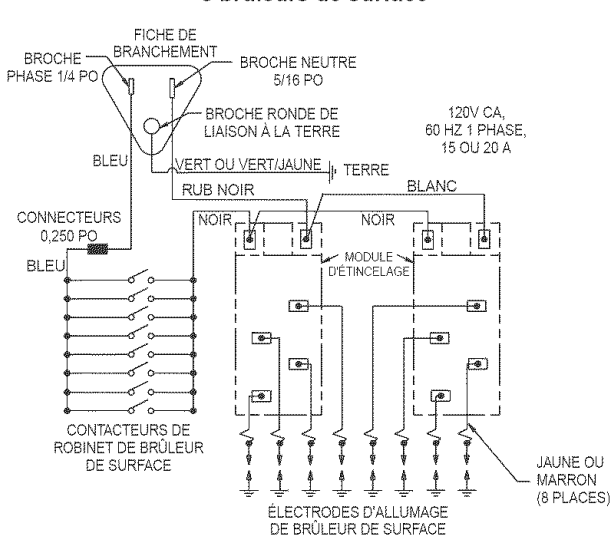 FICHE DE
BRANCHEMENT
BROCHE
PHASE 1/4 PO
BROCHE NEUTRE
5/16 PO
BROCHE RONDE DE
LIAISON À LA TERRE
120V CA,
60 HZ 1 PHASE,
15 OU 20 A
BLEU
VERT OU VERT/JAUNE
TERRE
RUB NOIR
BLANC
CONNECTEURS
0,250 PO
NOIR
NOIR
BLEU
MODULE
D'ÉTINCELAGE
CONTACTEURS DE
ROBINET DE BRÛLEUR
DE SURFACE
JAUNE OU
MARRON
(8 PLACES)
ÉLECTRODES D'ALLUMAGE
DE BRÛLEUR DE SURFACE